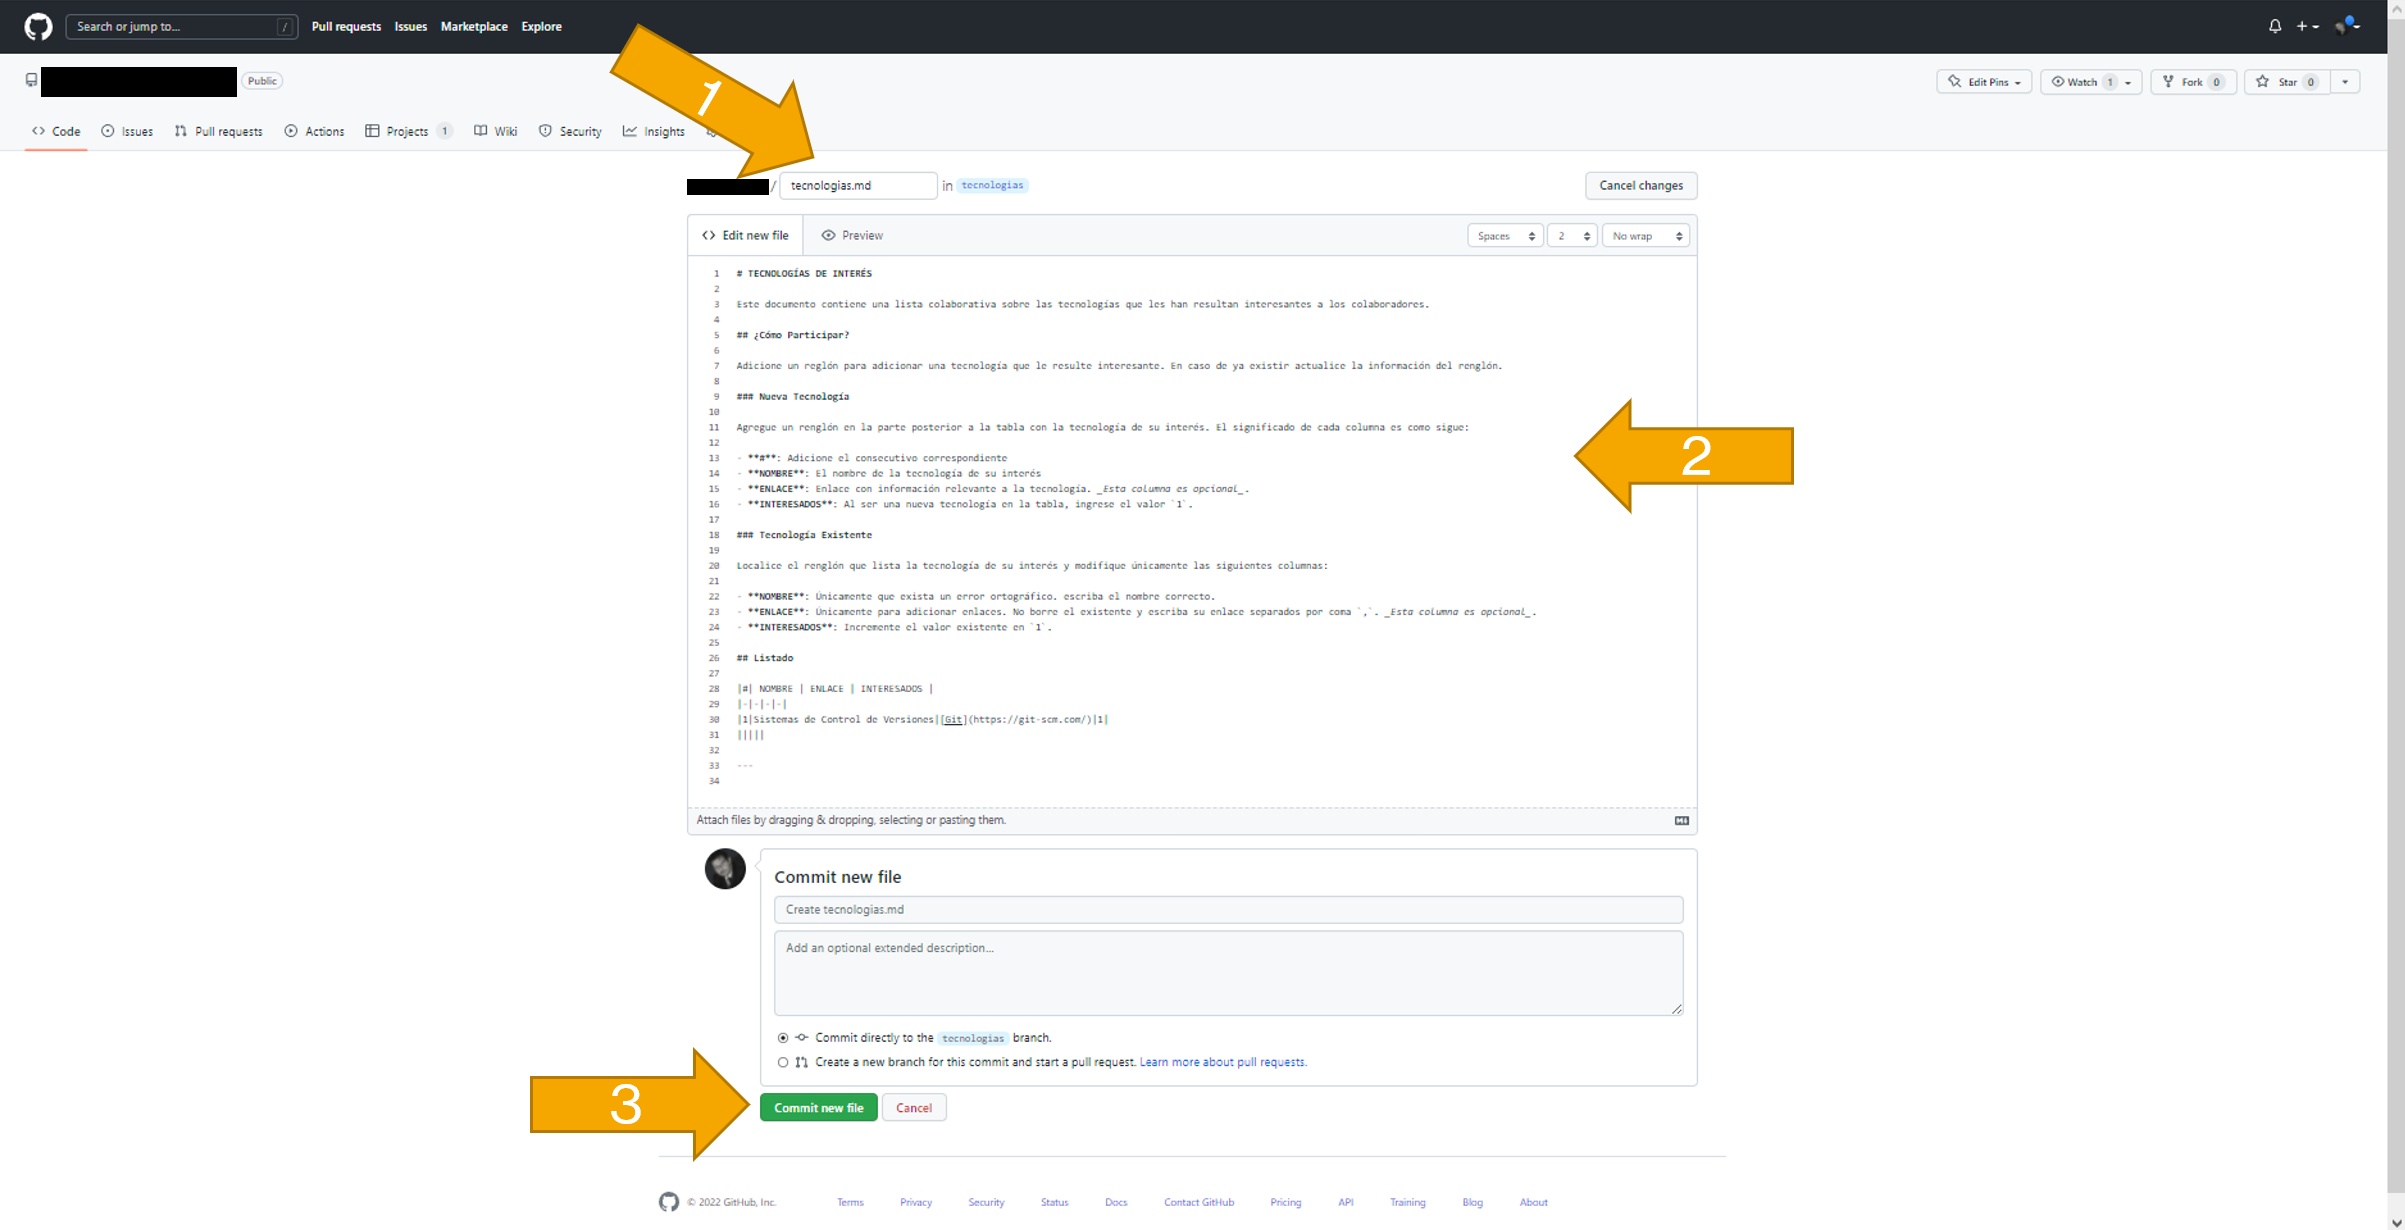 Search or jump to... /
Pull requests Issues Marketplace Explore
Public
Edit Pins Watch 1 Fork 0 Star 0
Code Issues Pull requests Actions Projects 1 Wiki Security Insights
1
/ tecnologias.md in tecnologias
Cancel changes
Edit new file Preview
Spaces 2 No wrap
1 # TECNOLOGÍAS DE INTERÉS
2
3 Este documento contiene una lista colaborativa sobre las tecnologías que les han resultan interesantes a los colaboradores.
4
5 ## ¿Cómo Participar?
6
7 Adicione un reglón para adicionar una tecnología que le resulte interesante. En caso de ya existir actualice la información del renglón.
8
9 ### Nueva Tecnología
10
11 Agregue un renglón en la parte posterior a la tabla con la tecnología de su interés. El significado de cada columna es como sigue:
12
13 - **#**: Adicione el consecutivo correspondiente
14 - **NOMBRE**: El nombre de la tecnología de su interés
15 - **ENLACE**: Enlace con información relevante a la tecnología. _Esta columna es opcional_.
16 - **INTERESADOS**: Al ser una nueva tecnología en la tabla, ingrese el valor `1`.
17
18 ### Tecnología Existente
19
20 Localice el renglón que lista la tecnología de su interés y modifique únicamente las siguientes columnas:
21
22 - **NOMBRE**: Únicamente que exista un error ortográfico. escriba el nombre correcto.
23 - **ENLACE**: Únicamente para adicionar enlaces. No borre el existente y escriba su enlace separados por coma `,`. _Esta columna es opcional_.
24 - **INTERESADOS**: Incremente el valor existente en `1`.
25
26 ## Listado
27
28 |#| NOMBRE | ENLACE | INTERESADOS |
29 |-|-|-|-|
30 |1|Sistemas de Control de Versiones|[Git](https://git-scm.com/)|1|
31 |||||
32
33 ---
34
2
Attach files by dragging & dropping, selecting or pasting them.
Commit new file
Create tecnologias.md
Add an optional extended description...
Commit directly to the tecnologias branch.
Create a new branch for this commit and start a pull request. Learn more about pull requests.
3
Commit new file Cancel
© 2022 GitHub, Inc. Terms Privacy Security Status Docs Contact GitHub Pricing API Training Blog About